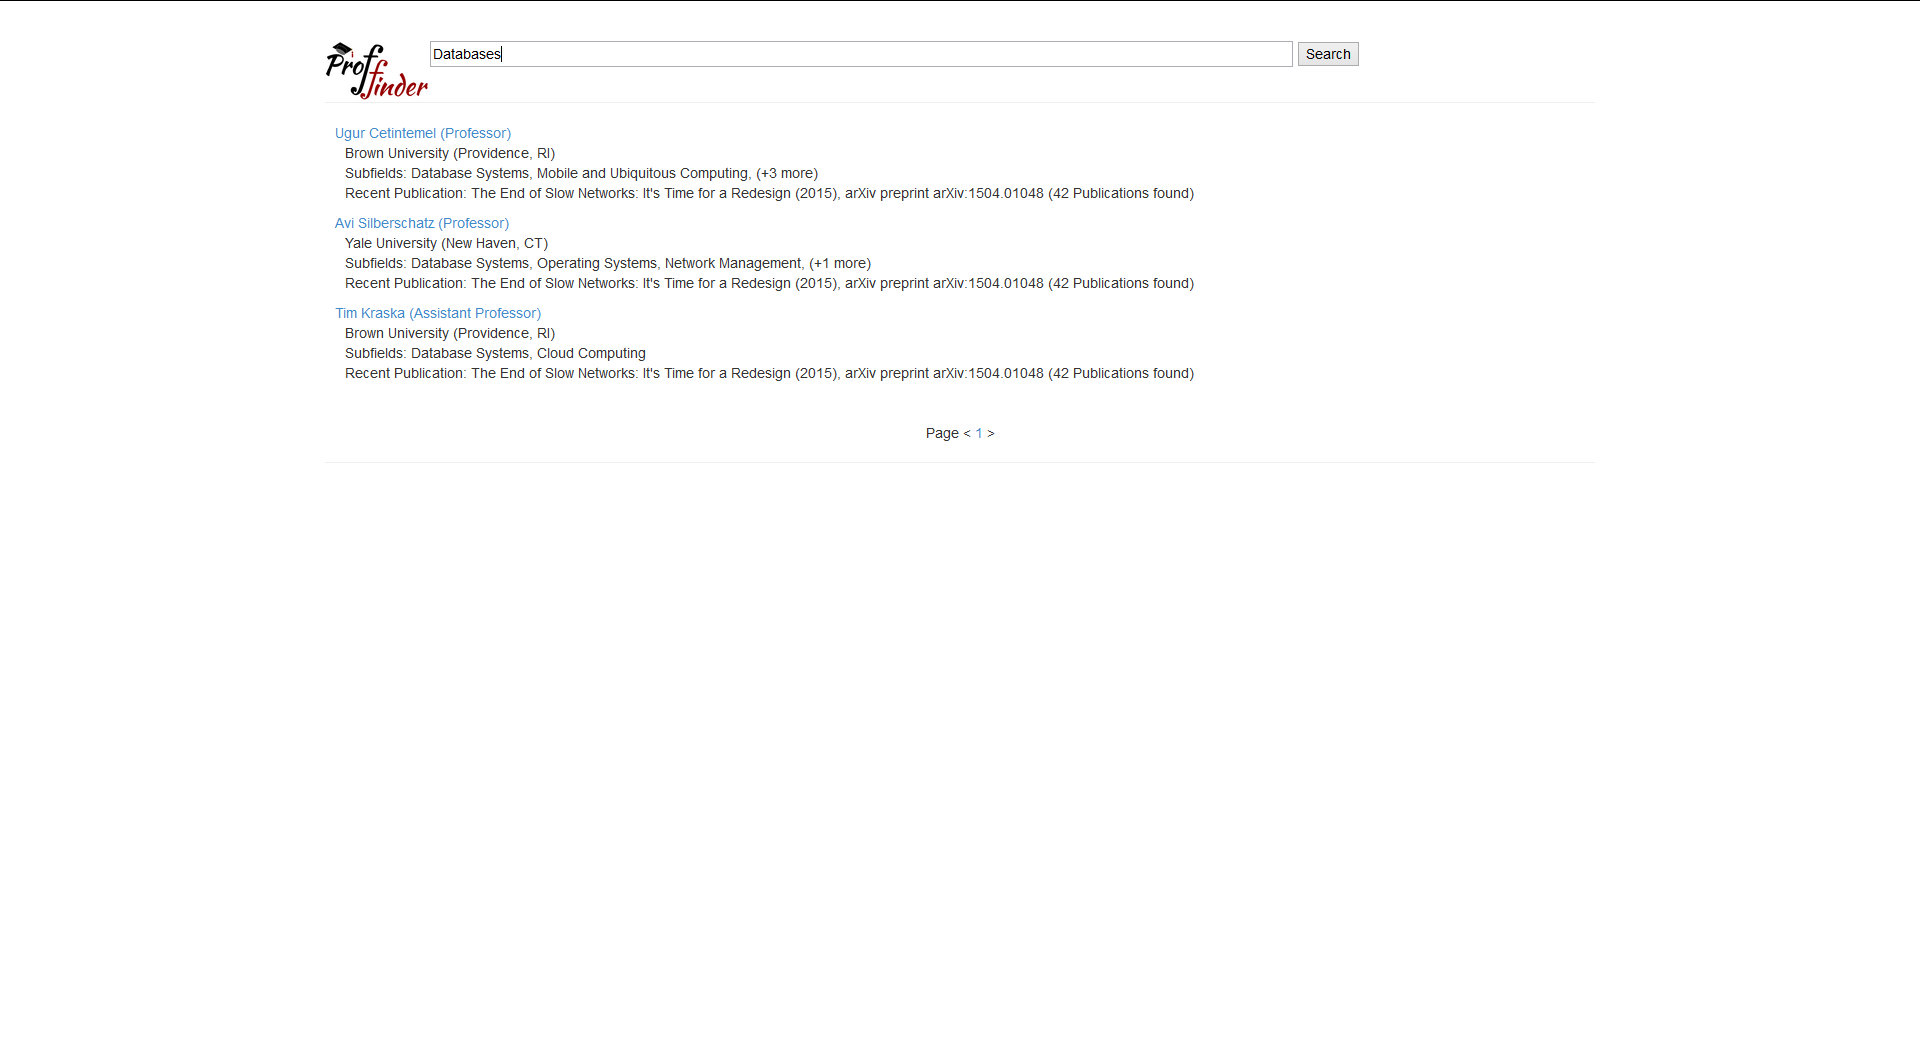 Prof finder
Databases
Search
Ugur Cetintemel (Professor)
Brown University (Providence, RI)
Subfields: Database Systems, Mobile and Ubiquitous Computing, (+3 more)
Recent Publication: The End of Slow Networks: It's Time for a Redesign (2015), arXiv preprint arXiv:1504.01048 (42 Publications found)
Avi Silberschatz (Professor)
Yale University (New Haven, CT)
Subfields: Database Systems, Operating Systems, Network Management, (+1 more)
Recent Publication: The End of Slow Networks: It's Time for a Redesign (2015), arXiv preprint arXiv:1504.01048 (42 Publications found)
Tim Kraska (Assistant Professor)
Brown University (Providence, RI)
Subfields: Database Systems, Cloud Computing
Recent Publication: The End of Slow Networks: It's Time for a Redesign (2015), arXiv preprint arXiv:1504.01048 (42 Publications found)
Page < 1 >